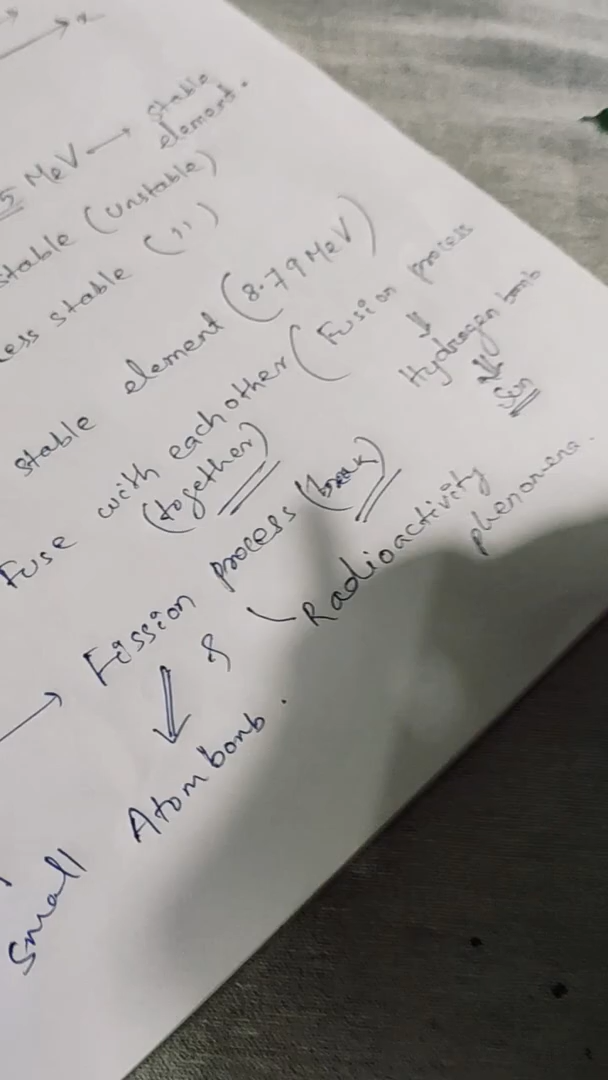 x
5 MeV → stable
element.
stable (unstable)
ess stable (")
stable element (8.79 MeV)
Fuse with each other (Fusion process
(together)
⇓
Hydrogen bomb
⇓
Sun
→ Fission process (break)
⇓ & Radioactivity
phenomena.
Atom bomb.
Small